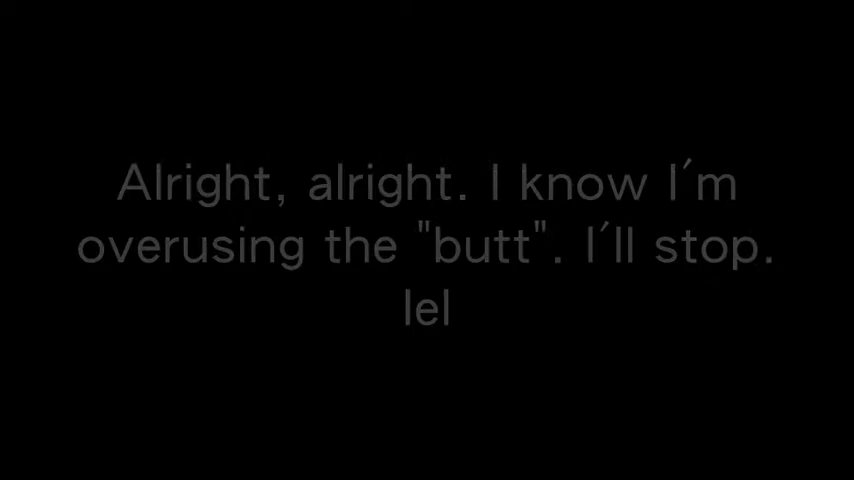 Alright, alright. I know I´m
overusing the "butt". I´ll stop.
lel